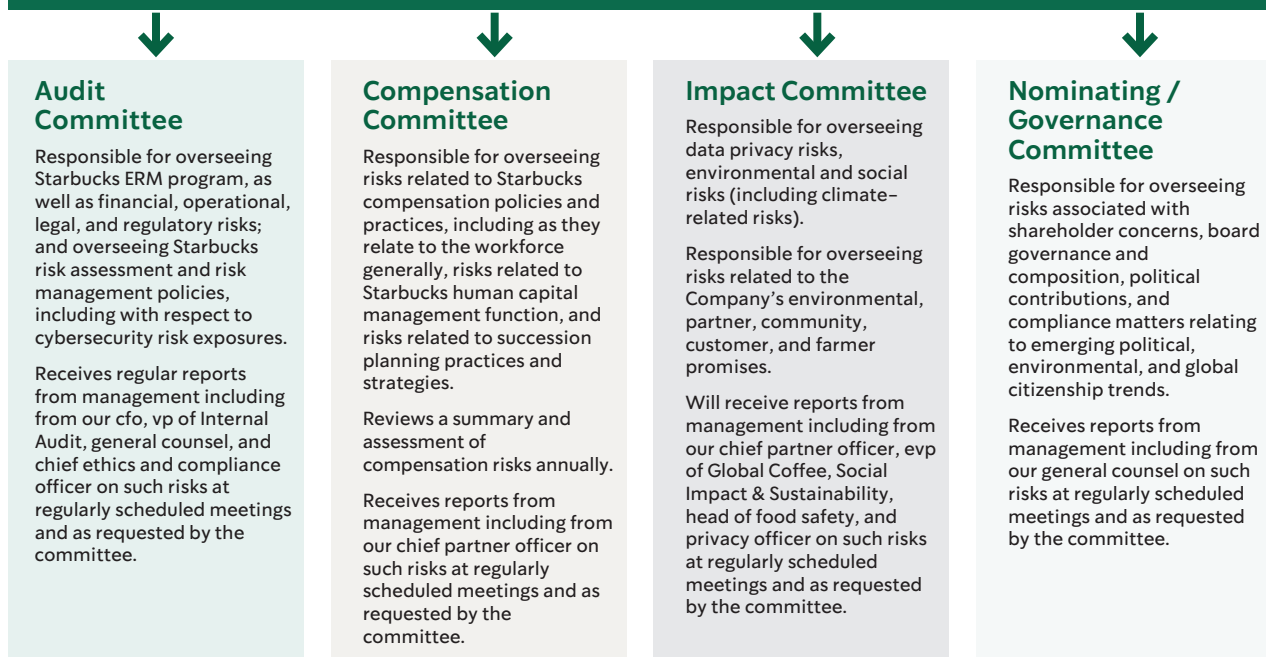 Audit
Committee
Responsible for overseeing
Starbucks ERM program, as
well as financial, operational,
legal, and regulatory risks;
and overseeing Starbucks
risk assessment and risk
management policies,
including with respect to
cybersecurity risk exposures.
Receives regular reports
from management including
from our cfo, vp of Internal
Audit, general counsel, and
chief ethics and compliance
officer on such risks at
regularly scheduled meetings
and as requested by the
committee.
Compensation
Committee
Responsible for overseeing
risks related to Starbucks
compensation policies and
practices, including as they
relate to the workforce
generally, risks related to
Starbucks human capital
management function, and
risks related to succession
planning practices and
strategies.
Reviews a summary and
assessment of
compensation risks annually.
Receives reports from
management including from
our chief partner officer on
such risks at regularly
scheduled meetings and as
requested by the
committee.
Impact Committee
Responsible for overseeing
data privacy risks,
environmental and social
risks (including climate-
related risks).
Responsible for overseeing
risks related to the
Company's environmental,
partner, community,
customer, and farmer
promises.
Will receive reports from
management including from
our chief partner officer, evp
of Global Coffee, Social
Impact & Sustainability,
head of food safety, and
privacy officer on such risks
at regularly scheduled
meetings and as requested
by the committee.
Nominating /
Governance
Committee
Responsible for overseeing
risks associated with
shareholder concerns, board
governance and
composition, political
contributions, and
compliance matters relating
to emerging political,
environmental, and global
citizenship trends.
Receives reports from
management including from
our general counsel on such
risks at regularly scheduled
meetings and as requested
by the committee.